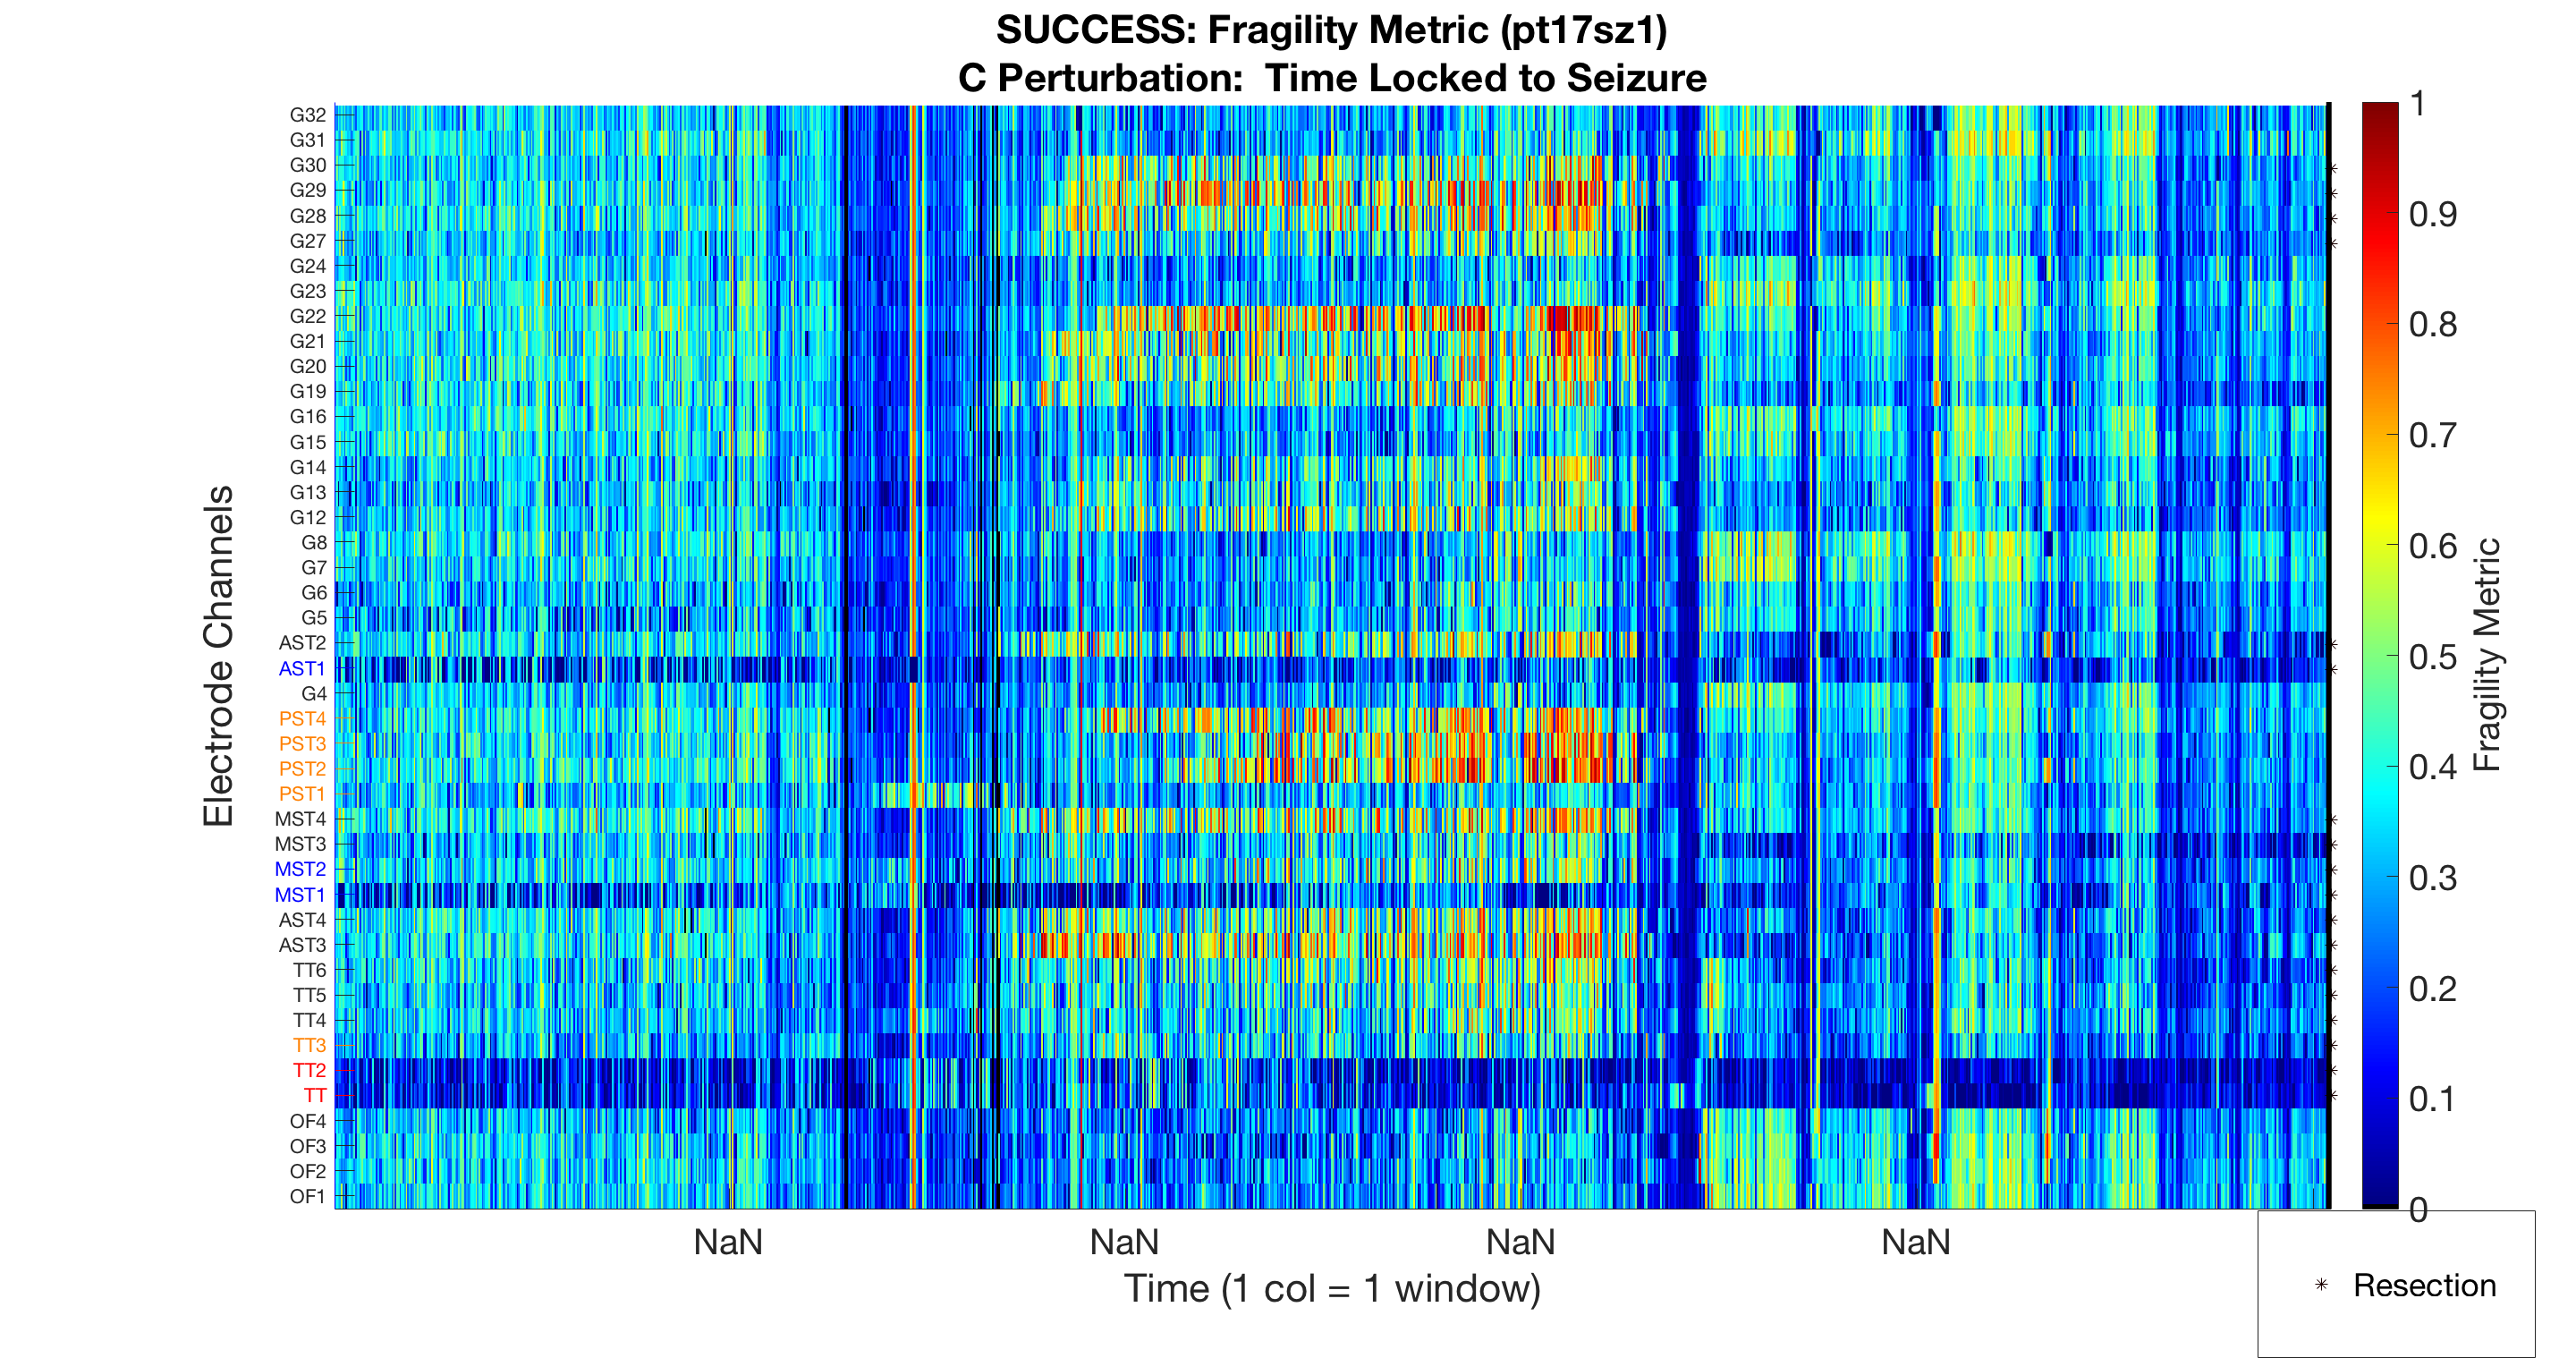 SUCCESS: Fragility Metric (pt17sz1)
C Perturbation:  Time Locked to Seizure
Electrode Channels
G32
G31
G30
G29
G28
G27
G24
G23
G22
G21
G20
G19
G16
G15
G14
G13
G12
G8
G7
G6
G5
AST2
AST1
G4
PST4
PST3
PST2
PST1
MST4
MST3
MST2
MST1
AST4
AST3
TT6
TT5
TT4
TT3
TT2
TT
OF4
OF3
OF2
OF1
NaN NaN NaN NaN
Time (1 col = 1 window)
1
0.9
0.8
0.7
0.6
0.5
0.4
0.3
0.2
0.1
0
Fragility Metric
* Resection